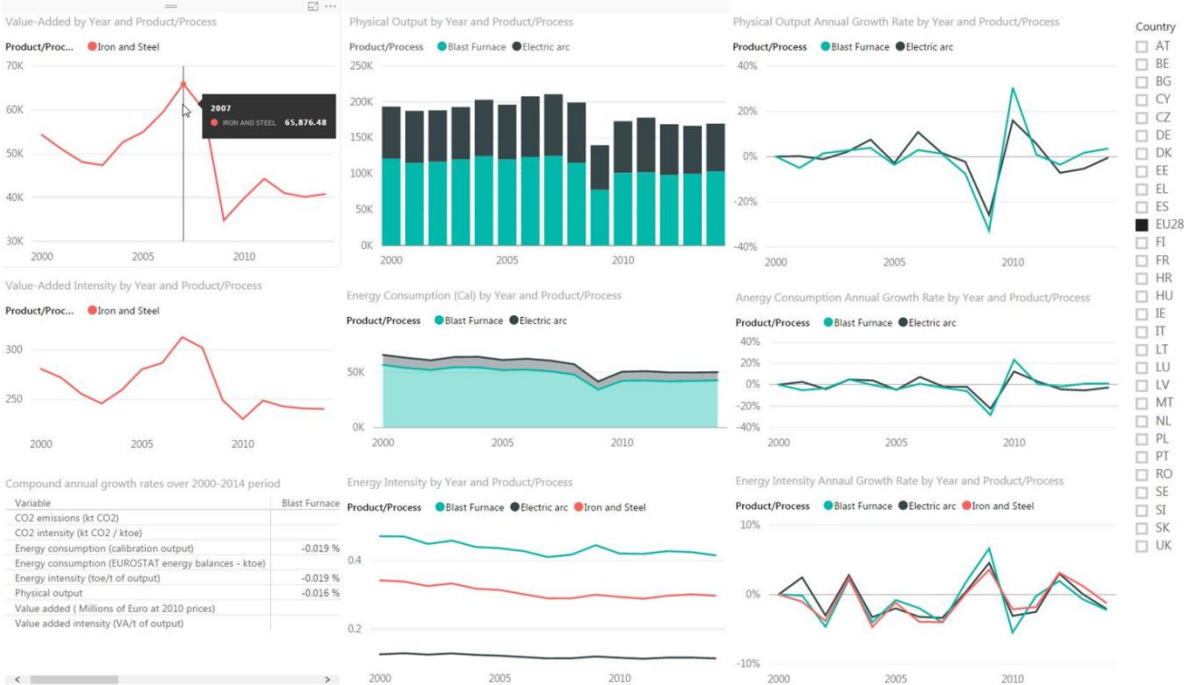 Value-Added by Year and Product/Process
Product/Proc... Iron and Steel
70K
60K
50K
40K
30K
2000 2005 2010
2007
IRON AND STEEL 65,876.48
Physical Output by Year and Product/Process
Product/Process Blast Furnace Electric arc
250K
200K
150K
100K
50K
0K
2000 2005 2010
Physical Output Annual Growth Rate by Year and Product/Process
Product/Process Blast Furnace Electric arc
40%
20%
0%
-20%
-40%
2000 2005 2010
Value-Added Intensity by Year and Product/Process
Product/Proc... Iron and Steel
300
250
2000 2005 2010
Energy Consumption (Cal) by Year and Product/Process
Product/Process Blast Furnace Electric arc
50K
0K
2000 2005 2010
Anergy Consumption Annual Growth Rate by Year and Product/Process
Product/Process Blast Furnace Electric arc
40%
20%
0%
-20%
-40%
2000 2005 2010
Compound annual growth rates over 2000-2014 period
Variable Blast Furnace
CO2 emissions (kt CO2)
CO2 intensity (kt CO2 / ktoe)
Energy consumption (calibration output) -0.019 %
Energy consumption (EUROSTAT energy balances - ktoe)
Energy intensity (toe/t of output) -0.019 %
Physical output -0.016 %
Value added ( Millions of Euro at 2010 prices)
Value added intensity (VA/t of output)
Energy Intensity by Year and Product/Process
Product/Process Blast Furnace Electric arc Iron and Steel
0.4
0.2
2000 2005 2010
Energy Intensity Annaul Growth Rate by Year and Product/Process
Product/Process Blast Furnace Electric arc Iron and Steel
10%
0%
-10%
2000 2005 2010
Country
AT
BE
BG
CY
CZ
DE
DK
EE
EL
ES
EU28
FI
FR
HR
HU
IE
IT
LT
LU
LV
MT
NL
PL
PT
RO
SE
SI
SK
UK